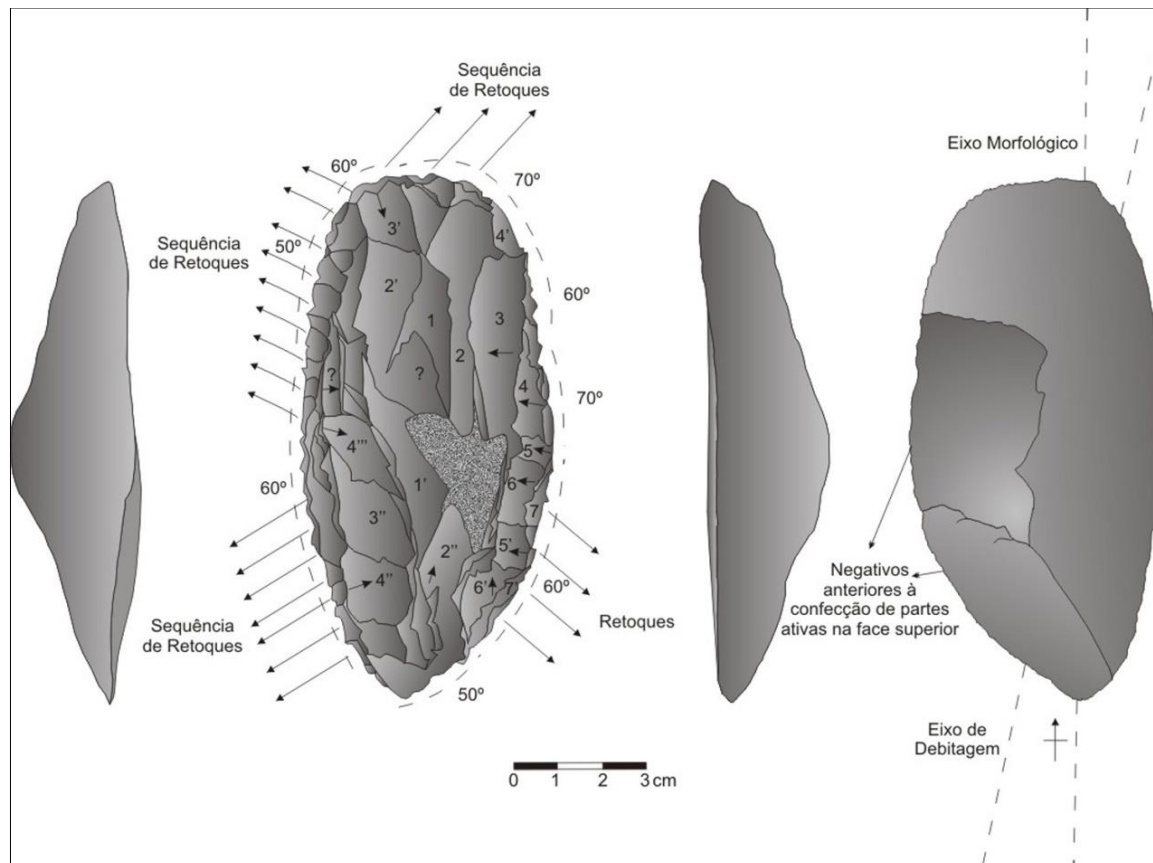 Sequência
de Retoques
Eixo Morfológico
60º
70º
3'
4'
Sequência
de Retoques
50º
2'
60º
1
3
2
?
?
4
70º
4'''
5
1'
6
60º
7
3''
2''
5'
Negativos
anteriores à
confecção de partes
ativas na face superior
4''
6'
7'
60º
Sequência
de Retoques
Retoques
50º
Eixo de
Debitagem
0 1 2 3 cm